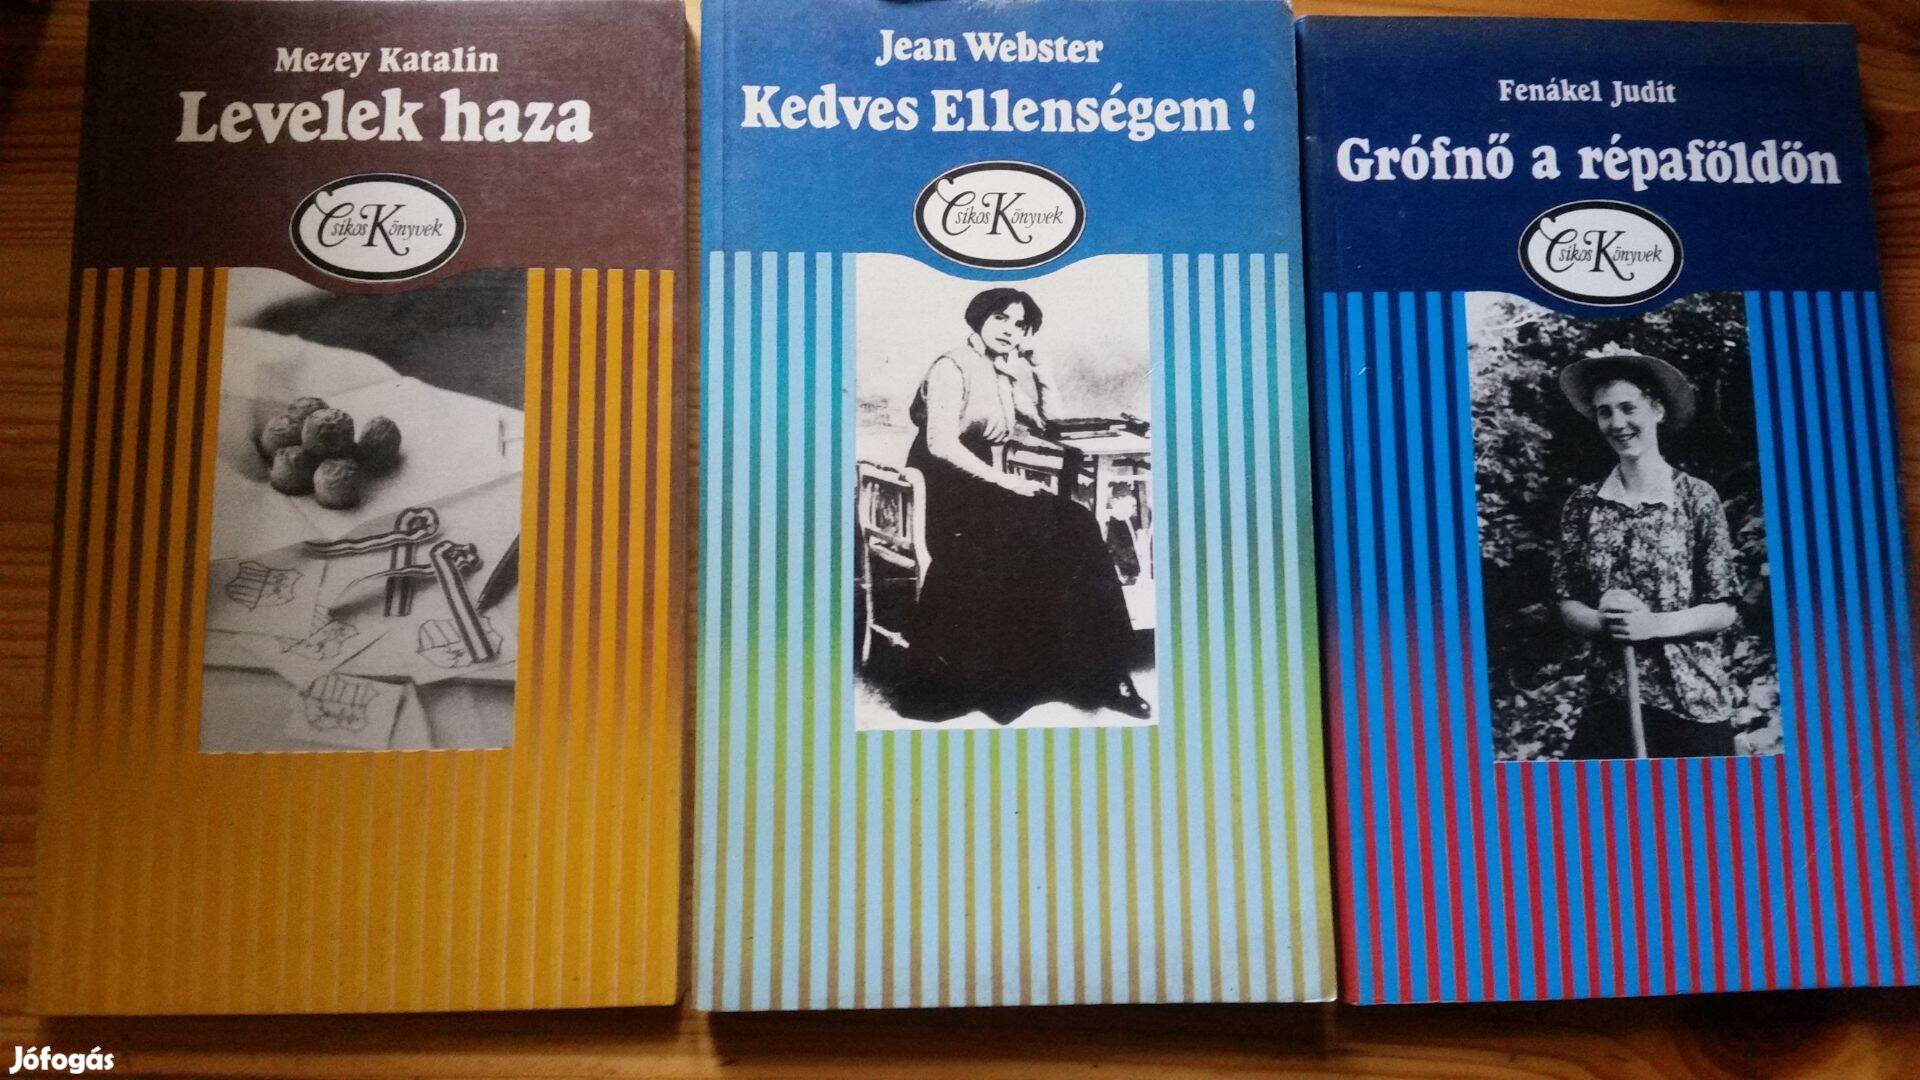 Mezey Katalin
Levelek haza
Csíkos Könyvek
Jean Webster
Kedves Ellenségem!
Csíkos Könyvek
Fenákel Judit
Grófnő a répaföldön
Csíkos Könyvek
Jófogás